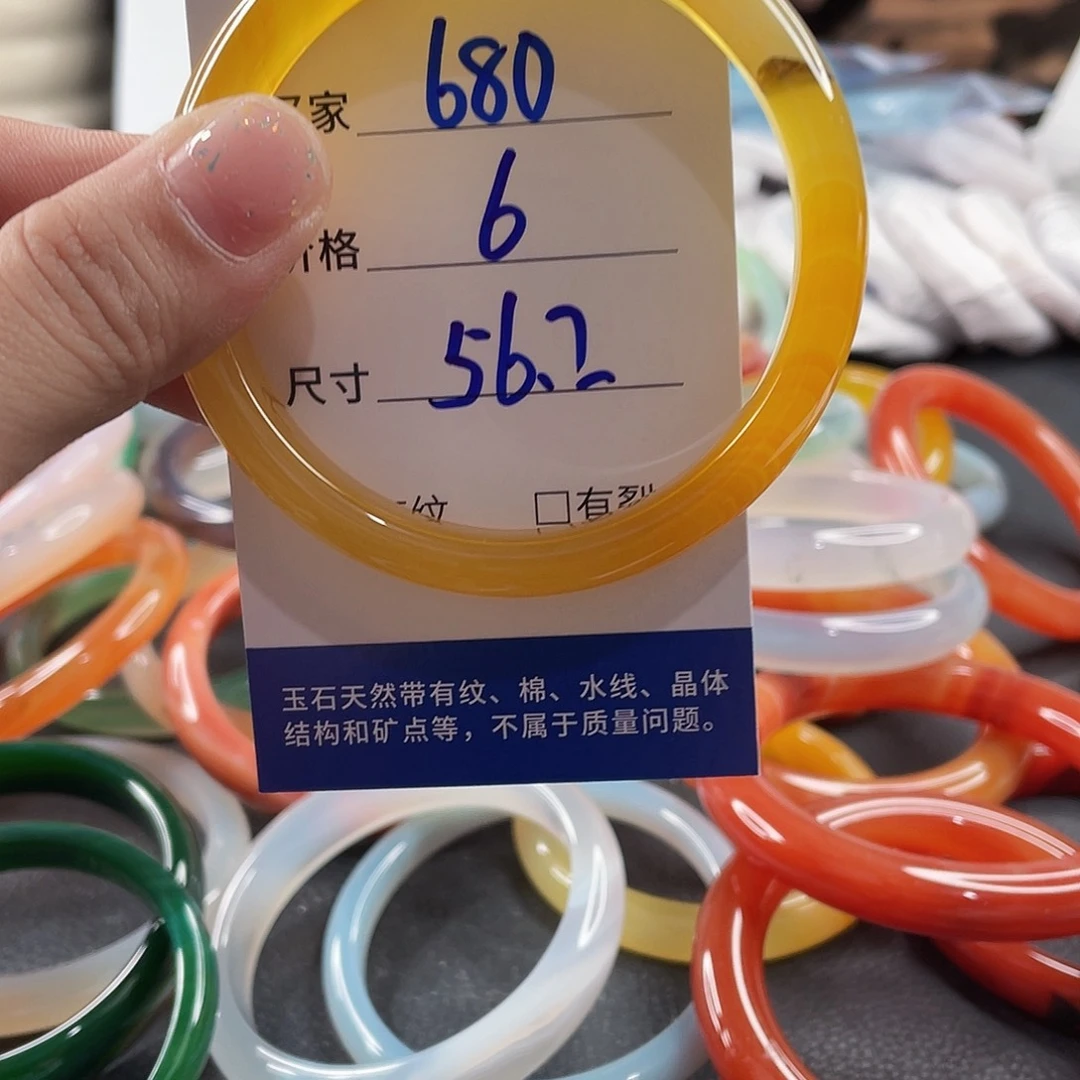 家 680
格 6
尺寸 56.2
纹 □有裂
玉石天然带有纹、棉、水线、晶体
结构和矿点等，不属于质量问题。